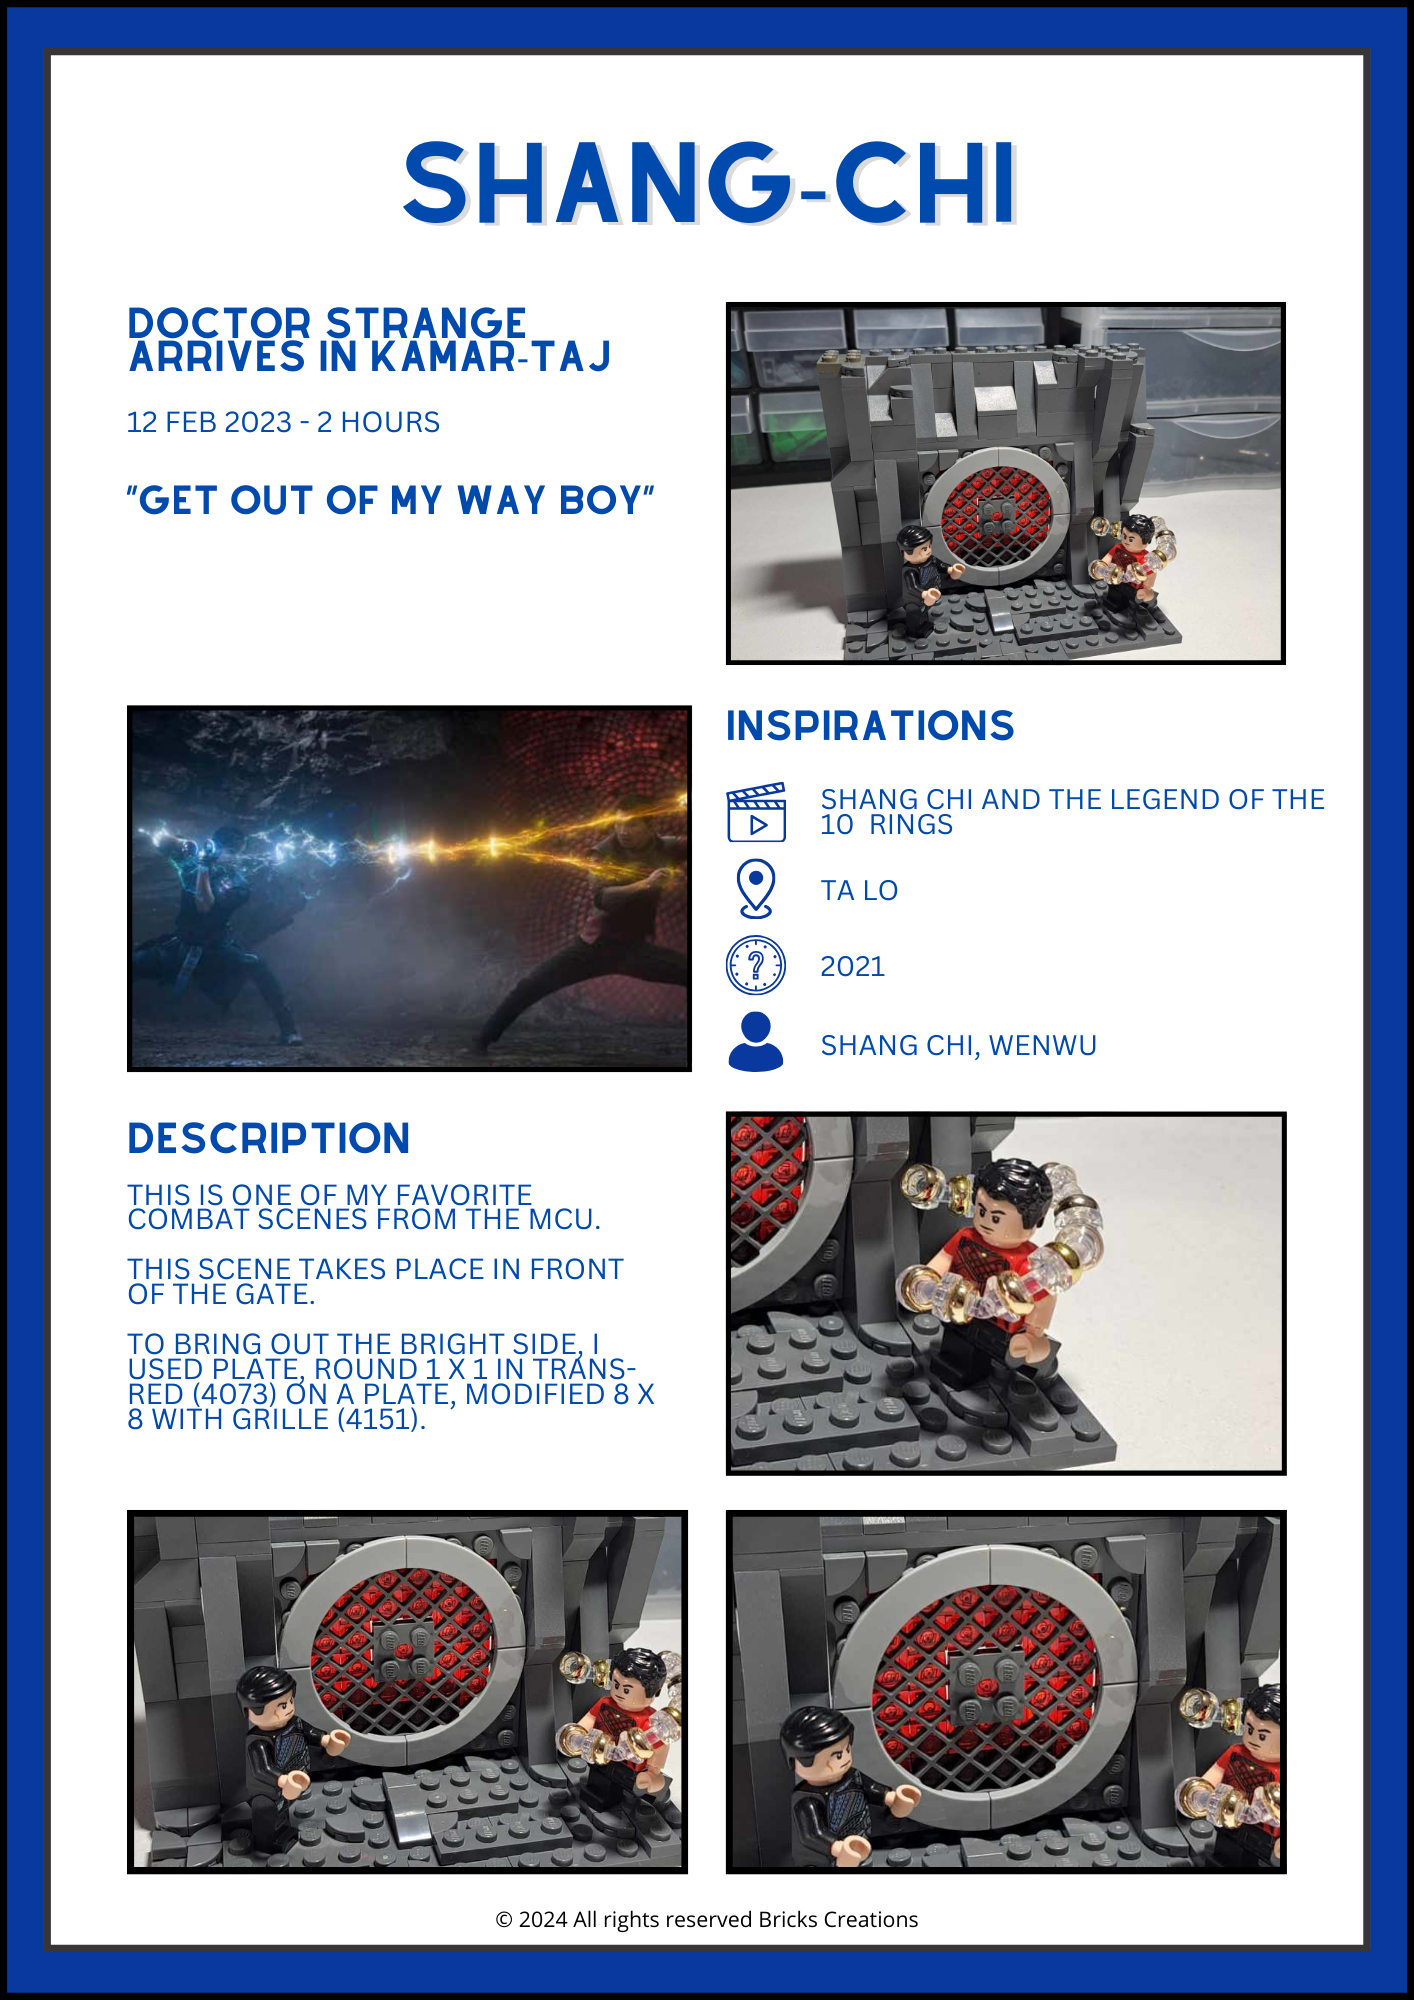 SHANG-CHI
DOCTOR STRANGE
ARRIVES IN KAMAR-TAJ
12 FEB 2023 - 2 HOURS
"GET OUT OF MY WAY BOY"
INSPIRATIONS
SHANG CHI AND THE LEGEND OF THE
10 RINGS
TA LO
?
2021
SHANG CHI, WENWU
DESCRIPTION
THIS IS ONE OF MY FAVORITE
COMBAT SCENES FROM THE MCU.
THIS SCENE TAKES PLACE IN FRONT
OF THE GATE.
TO BRING OUT THE BRIGHT SIDE, I
USED PLATE, ROUND 1 X 1 IN TRANS-
RED (4073) ON A PLATE, MODIFIED 8 X
8 WITH GRILLE (4151).
© 2024 All rights reserved Bricks Creations